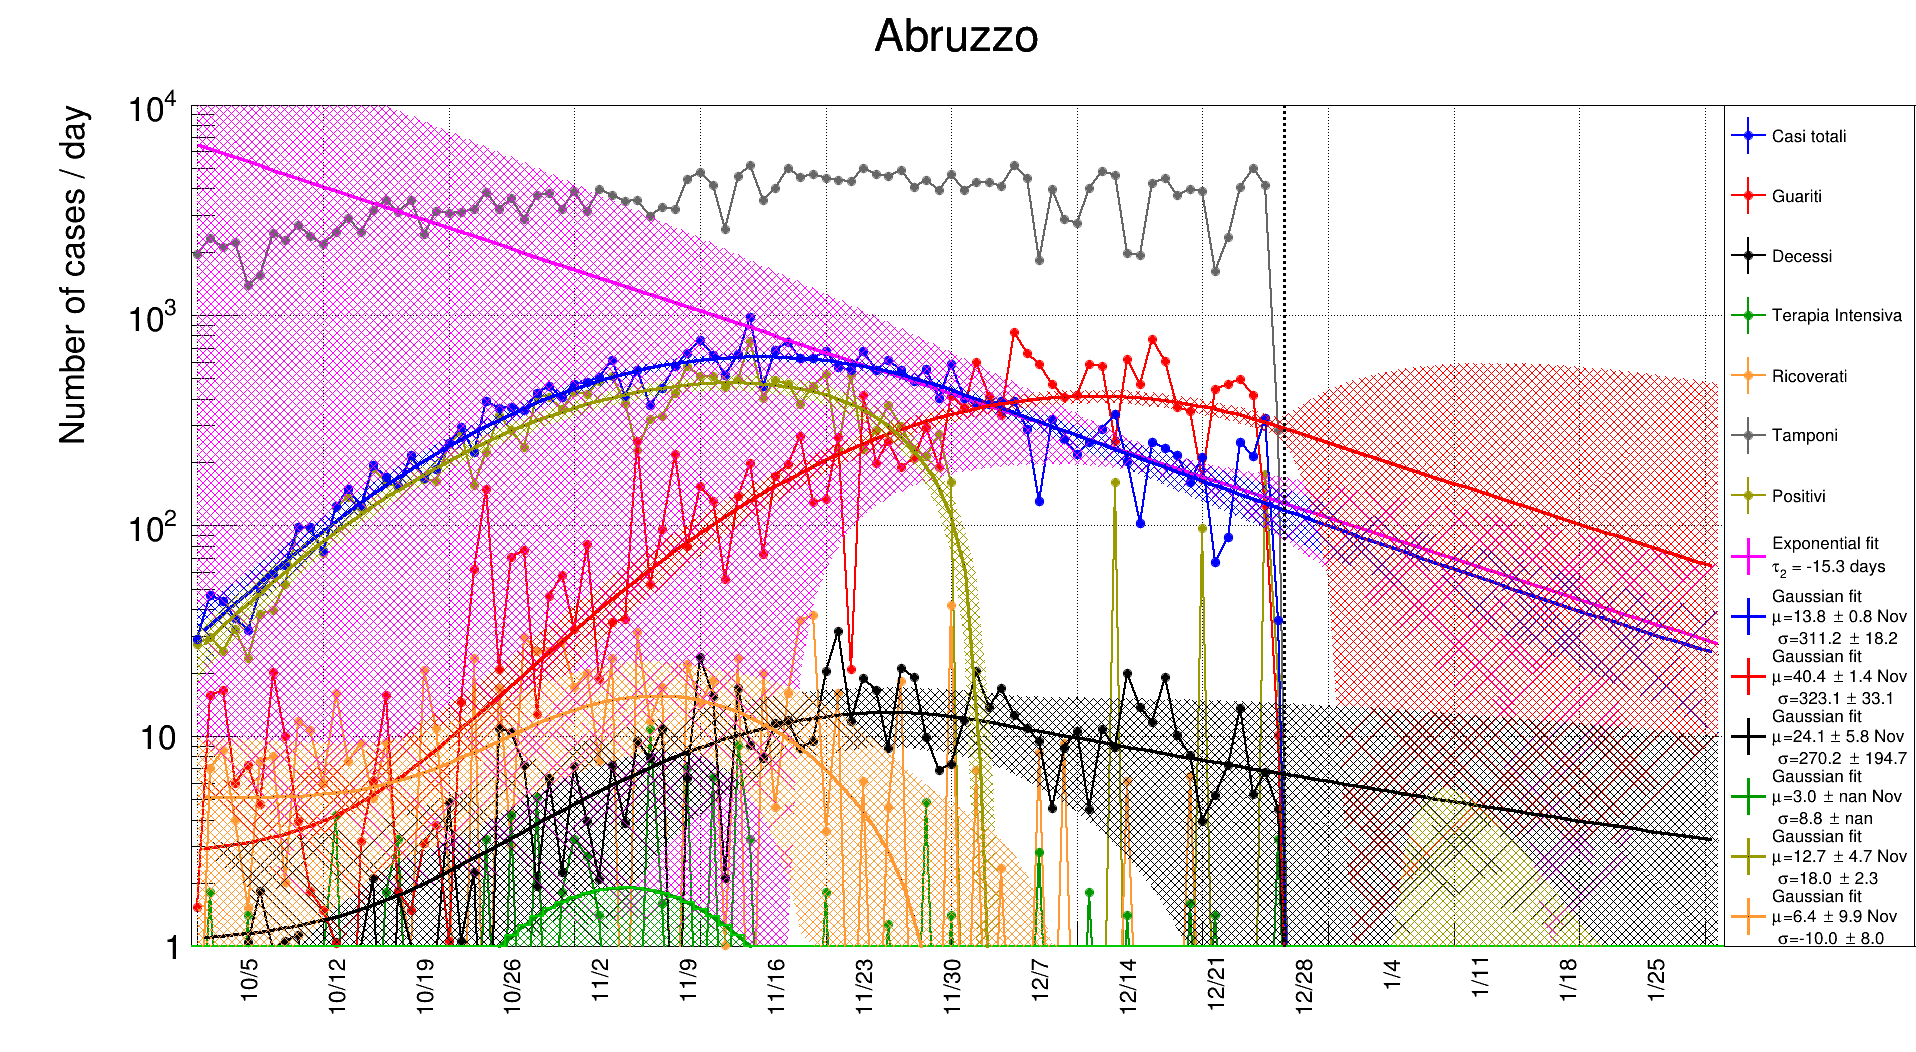 Abruzzo
Number of cases / day
10⁴
10³
10²
10
1
10/5
10/12
10/19
10/26
11/2
11/9
11/16
11/23
11/30
12/7
12/14
12/21
12/28
1/4
1/11
1/18
1/25
Casi totali
Guariti
Decessi
Terapia Intensiva
Ricoverati
Tamponi
Positivi
Exponential fit
τ₂ = -15.3 days
Gaussian fit
μ=13.8 ± 0.8 Nov
σ=311.2 ± 18.2
Gaussian fit
μ=40.4 ± 1.4 Nov
σ=323.1 ± 33.1
Gaussian fit
μ=24.1 ± 5.8 Nov
σ=270.2 ± 194.7
Gaussian fit
μ=3.0 ± nan Nov
σ=8.8 ± nan
Gaussian fit
μ=12.7 ± 4.7 Nov
σ=18.0 ± 2.3
Gaussian fit
μ=6.4 ± 9.9 Nov
σ=-10.0 ± 8.0